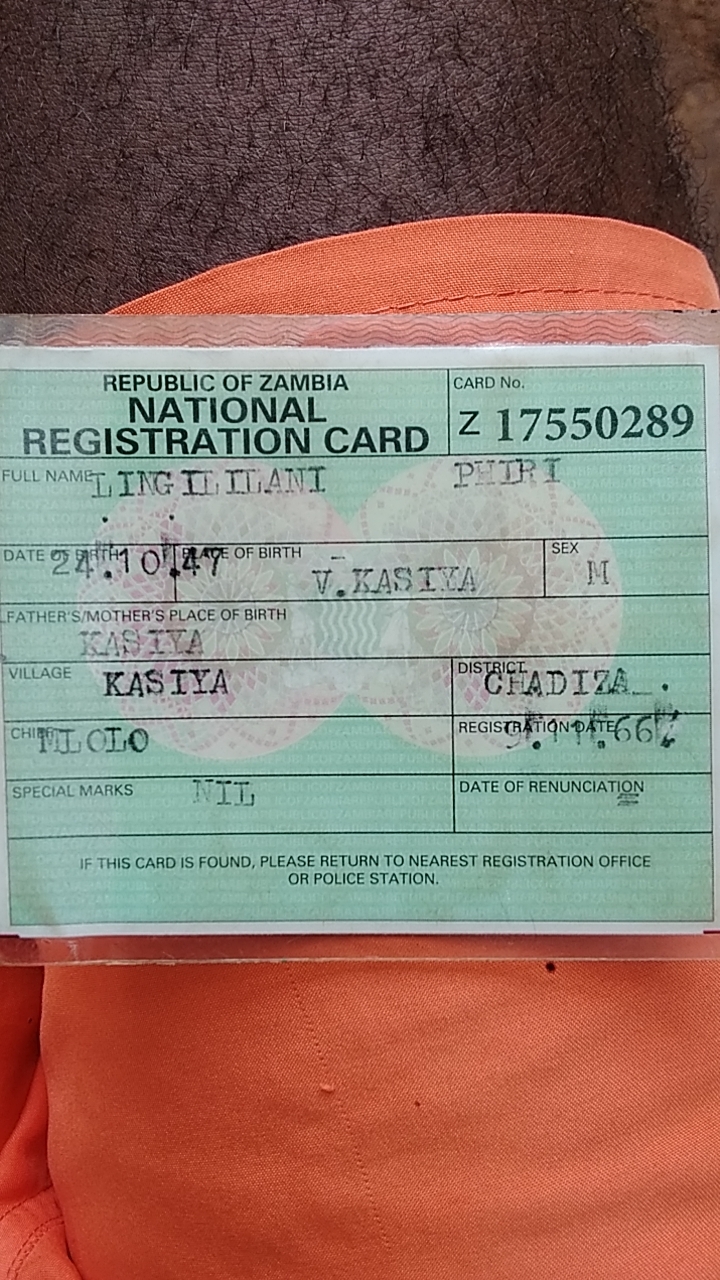 REPUBLIC OF ZAMBIA
NATIONAL
REGISTRATION CARD
CARD No.
Z 17550289
FULL NAME LINGILILANI PHIRI
DATE OF BIRTH 24.10.47
PLACE OF BIRTH V.KASIYA
SEX M
FATHER'S/MOTHER'S PLACE OF BIRTH
KASIYA
VILLAGE KASIYA
DISTRICT CHADIZA
CHIEF MLOLO
REGISTRATION DATE
SPECIAL MARKS NIL
DATE OF RENUNCIATION
IF THIS CARD IS FOUND, PLEASE RETURN TO NEAREST REGISTRATION OFFICE
OR POLICE STATION.